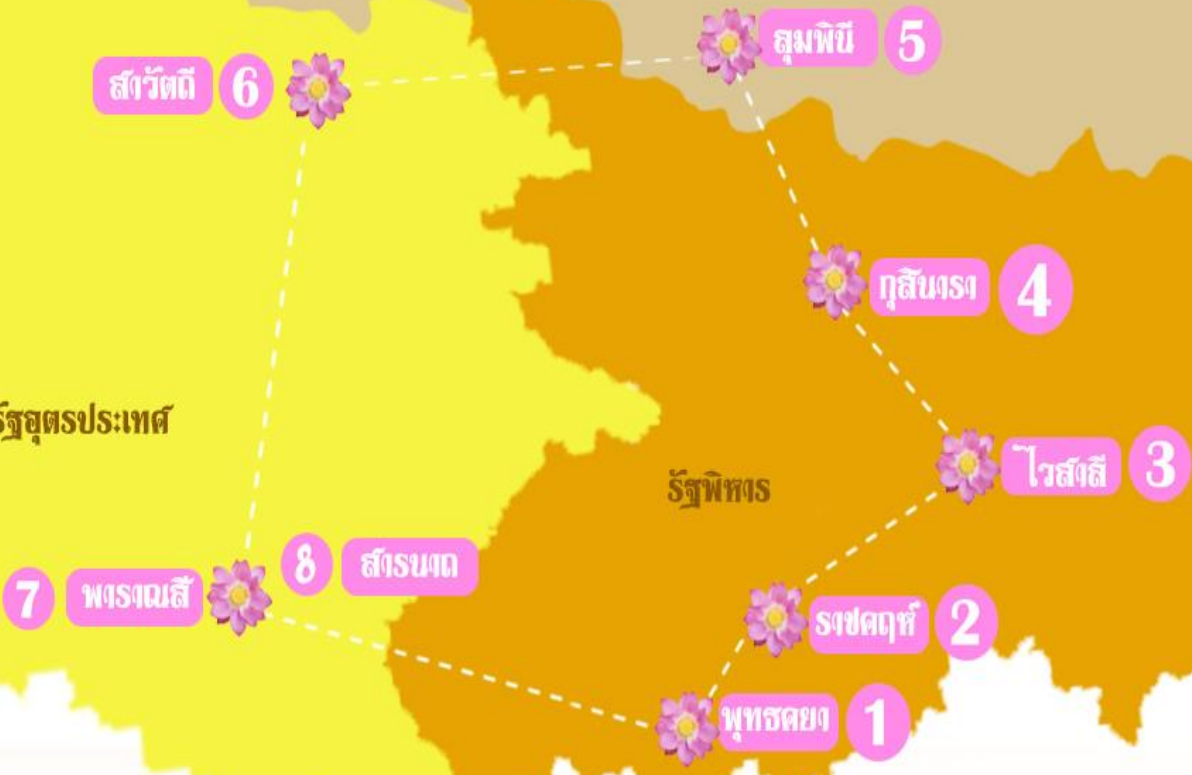 ลุมพินี 5
สาวัตถี 6
กุสินารา 4
รัฐอุตรประเทศ
ไวสาลี 3
รัฐพิหาร
8 สารนาถ
7 พาราณสี
ราชคฤห์ 2
พุทธคยา 1